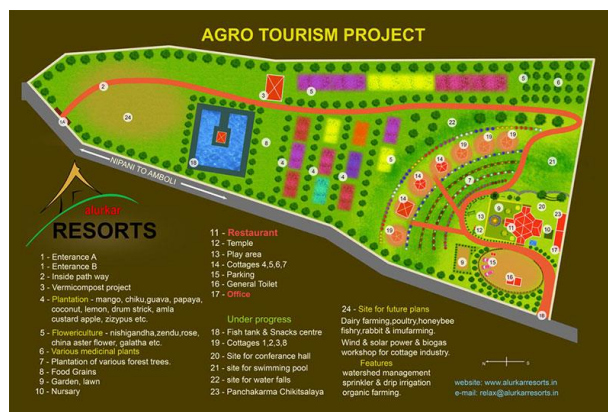 AGRO TOURISM PROJECT
NIPANI TO AMBOLI
alurkar
RESORTS
1 - Enterance A
1 - Enterance B
2 - Inside path way
3 - Vermicompost project
4 - Plantation - mango, chiku,guava, papaya,
coconut, lemon, drum strick, amla
custard apple, zizypus etc.
5 - Flowericulture - nishigandha,zendu,rose,
china aster flower, galatha etc.
6 - Various medicinal plants
7 - Plantation of various forest trees.
8 - Food Grains
9 - Garden, lawn
10 - Nursary
11 - Restaurant
12 - Temple
13 - Play area
14 - Cottages 4,5,6,7
15 - Parking
16 - General Toilet
17 - Office
Under progress
18 - Fish tank & Snacks centre
19 - Cottages 1,2,3,8
20 - Site for conferance hall
21 - site for swimming pool
22 - site for water falls
23 - Panchakarma Chikitsalaya
24 - Site for future plans
Dairy farming,poultry,honeybee
fishry,rabbit & imufarming.
Wind & solar power & biogas
workshop for cottage industry.
Features
watershed management
sprinkler & drip irrigation
organic farming.
website: www.alurkarresorts.in
e-mail: relax@alurkarresorts.in